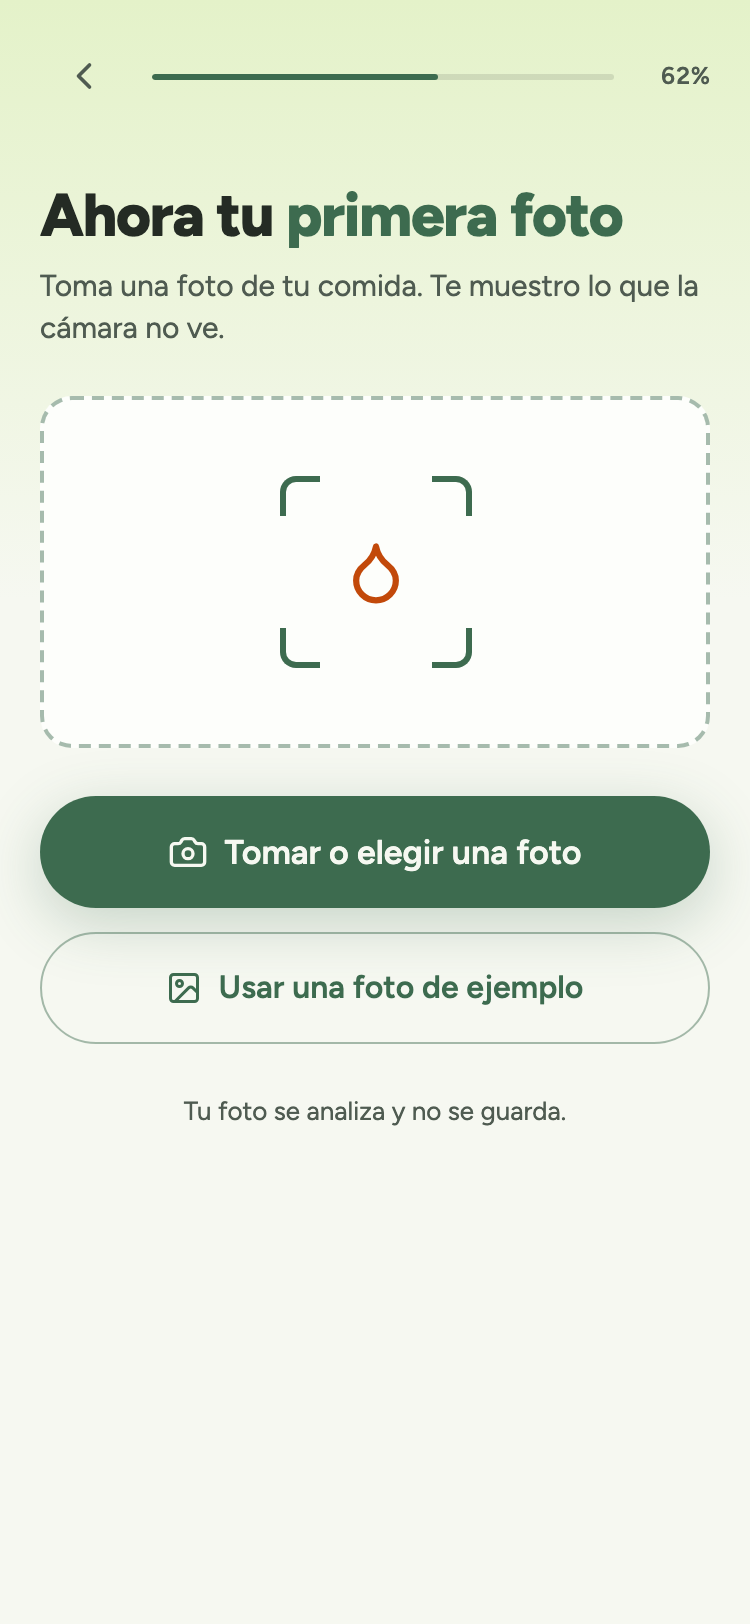 62%
Ahora tu primera foto
Toma una foto de tu comida. Te muestro lo que la
cámara no ve.
Tomar o elegir una foto
Usar una foto de ejemplo
Tu foto se analiza y no se guarda.